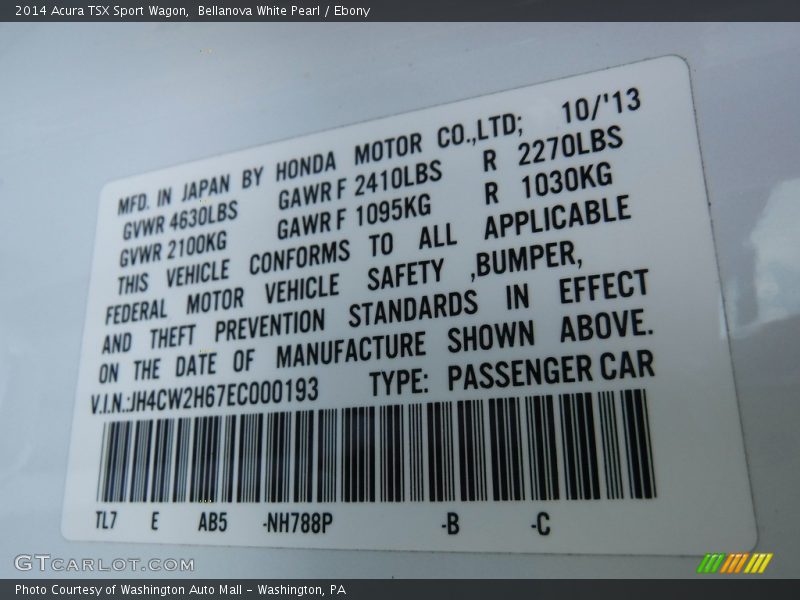 2014 Acura TSX Sport Wagon,  Bellanova White Pearl / Ebony
MFD. IN JAPAN BY HONDA MOTOR CO.,LTD; 10/'13
GVWR 4630LBS GAWR F 2410LBS R 2270LBS
GVWR 2100KG GAWR F 1095KG R 1030KG
THIS VEHICLE CONFORMS TO ALL APPLICABLE
FEDERAL MOTOR VEHICLE SAFETY ,BUMPER,
AND THEFT PREVENTION STANDARDS IN EFFECT
ON THE DATE OF MANUFACTURE SHOWN ABOVE.
V.I.N.:JH4CW2H67EC000193 TYPE: PASSENGER CAR
TL7 E AB5 -NH788P -B -C
GTCARLOT.COM
Photo Courtesy of Washington Auto Mall – Washington, PA